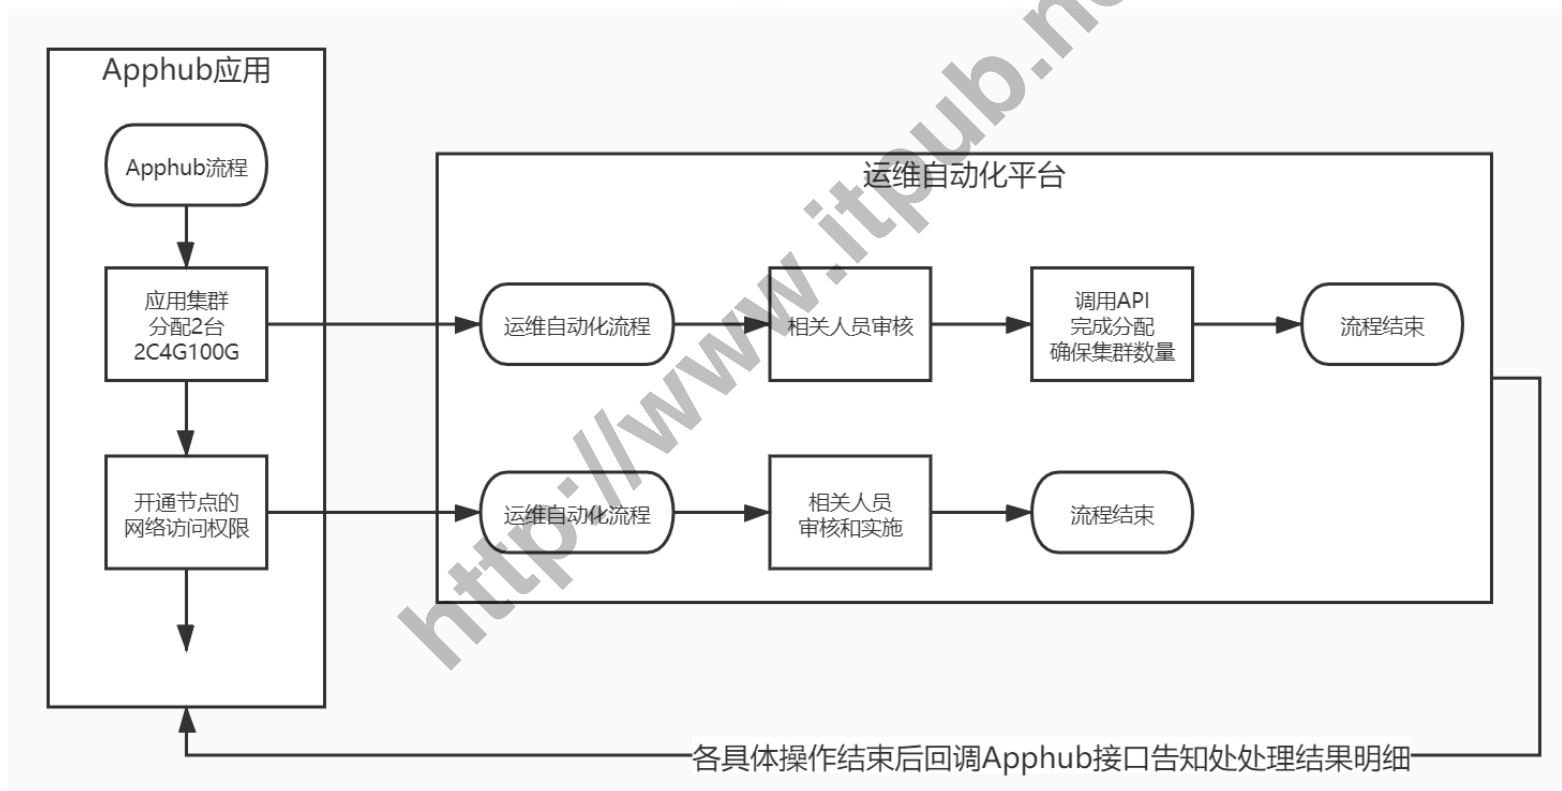 Apphub应用
Apphub流程
应用集群
分配2台
2C4G100G
开通节点的
网络访问权限
运维自动化平台
运维自动化流程
相关人员审核
调用API
完成分配
确保集群数量
流程结束
运维自动化流程
相关人员
审核和实施
流程结束
各具体操作结束后回调Apphub接口告知处处理结果明细